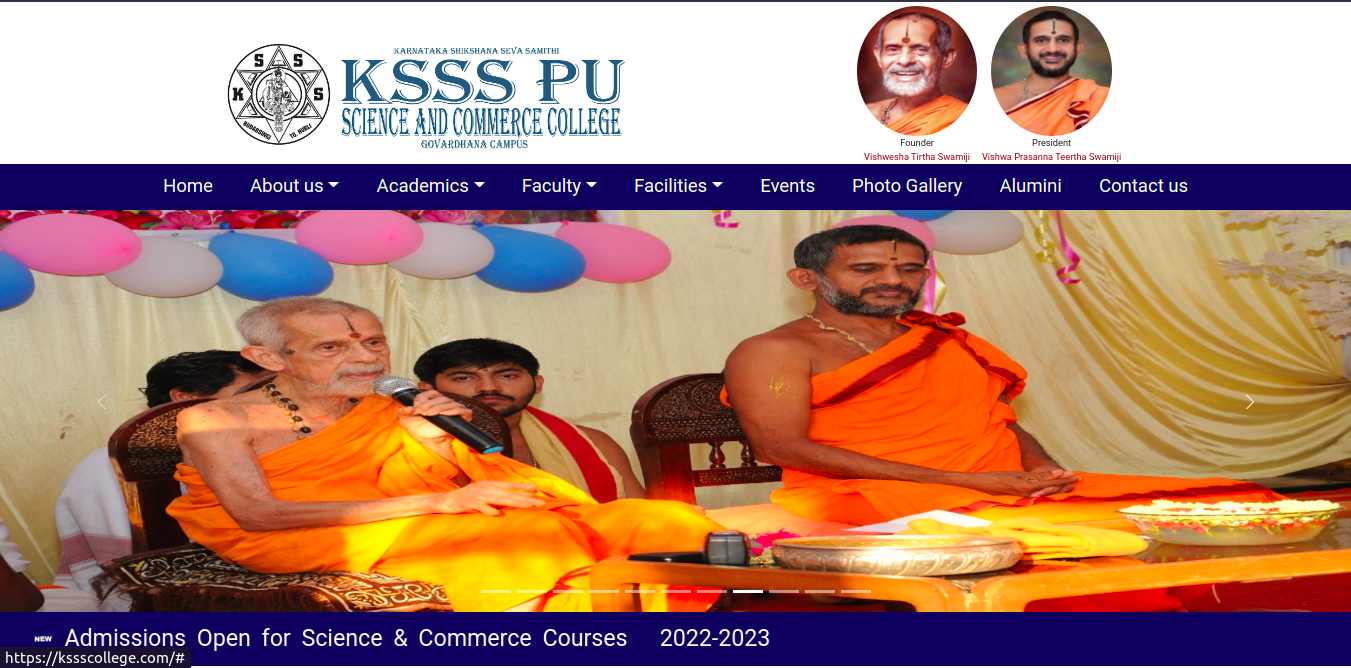 KARNATAKA SHIKSHANA SEVA SAMITHI
S S
K S
BUDARSINGI TQ. HUBLI
KSSS PU
SCIENCE AND COMMERCE COLLEGE
GOVARDHANA CAMPUS
Founder
Vishwesha Tirtha Swamiji
President
Vishwa Prasanna Teertha Swamiji
Home About us Academics Faculty Facilities Events Photo Gallery Alumini Contact us
NEW Admissions Open for Science & Commerce Courses 2022-2023
https://kssscollege.com/#